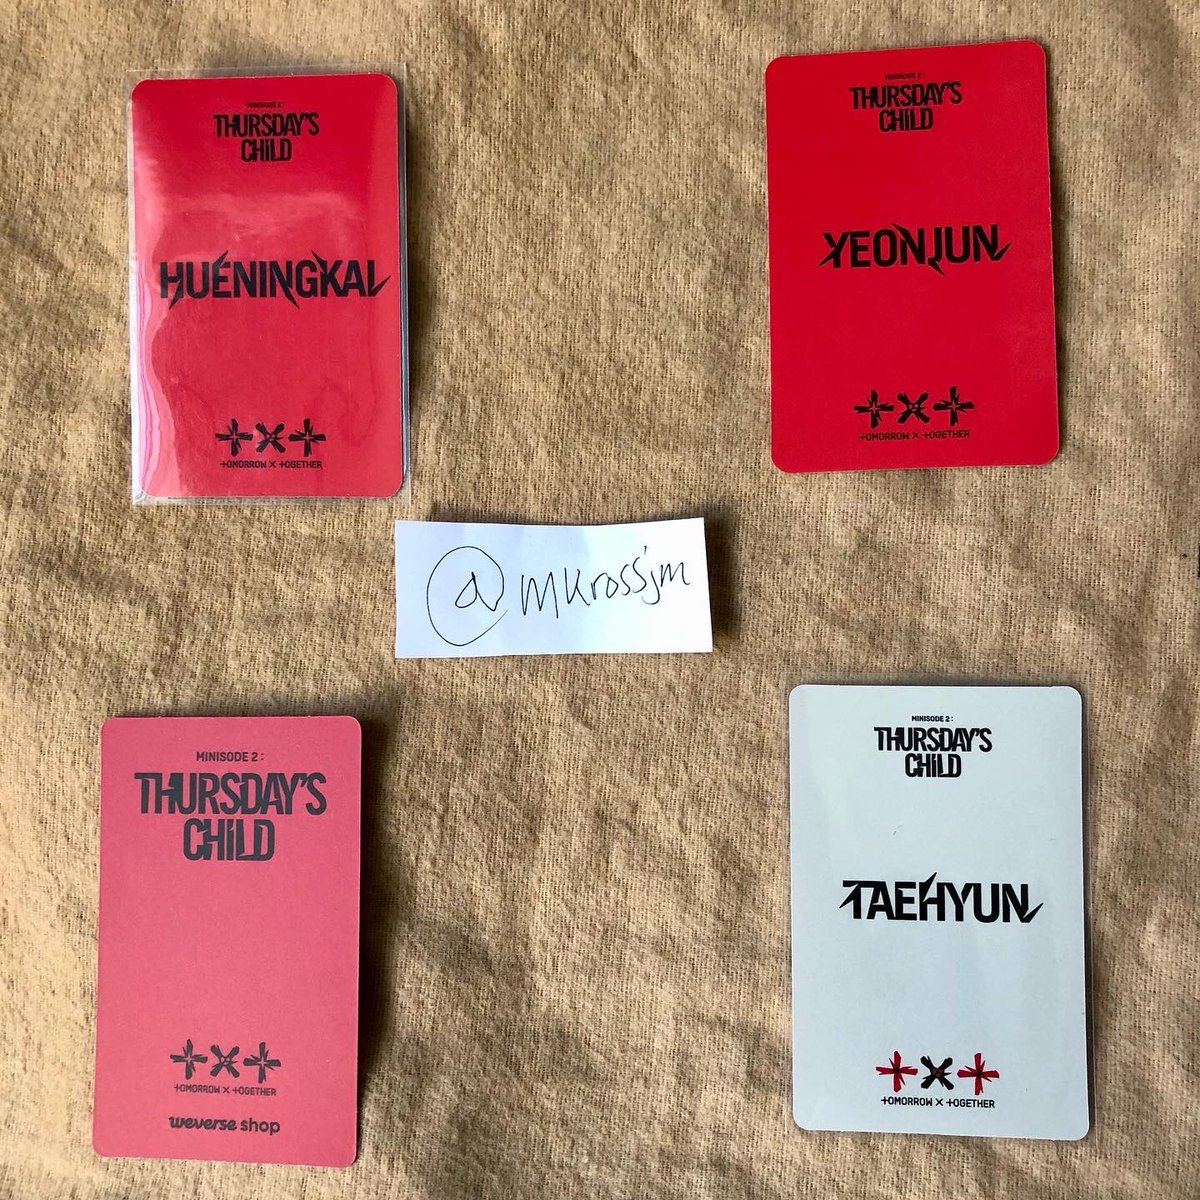 MINISODE 2:
THURSDAY'S
CHILD
HUENINGKAI
TXT
TOMORROW X TOGETHER
MINISODE 2:
THURSDAY'S
CHILD
YEONJUN
TXT
TOMORROW X TOGETHER
@mkrossjm
MINISODE 2:
THURSDAY'S
CHILD
TXT
TOMORROW X TOGETHER
weverse shop
MINISODE 2:
THURSDAY'S
CHILD
TAEHYUN
TXT
TOMORROW X TOGETHER